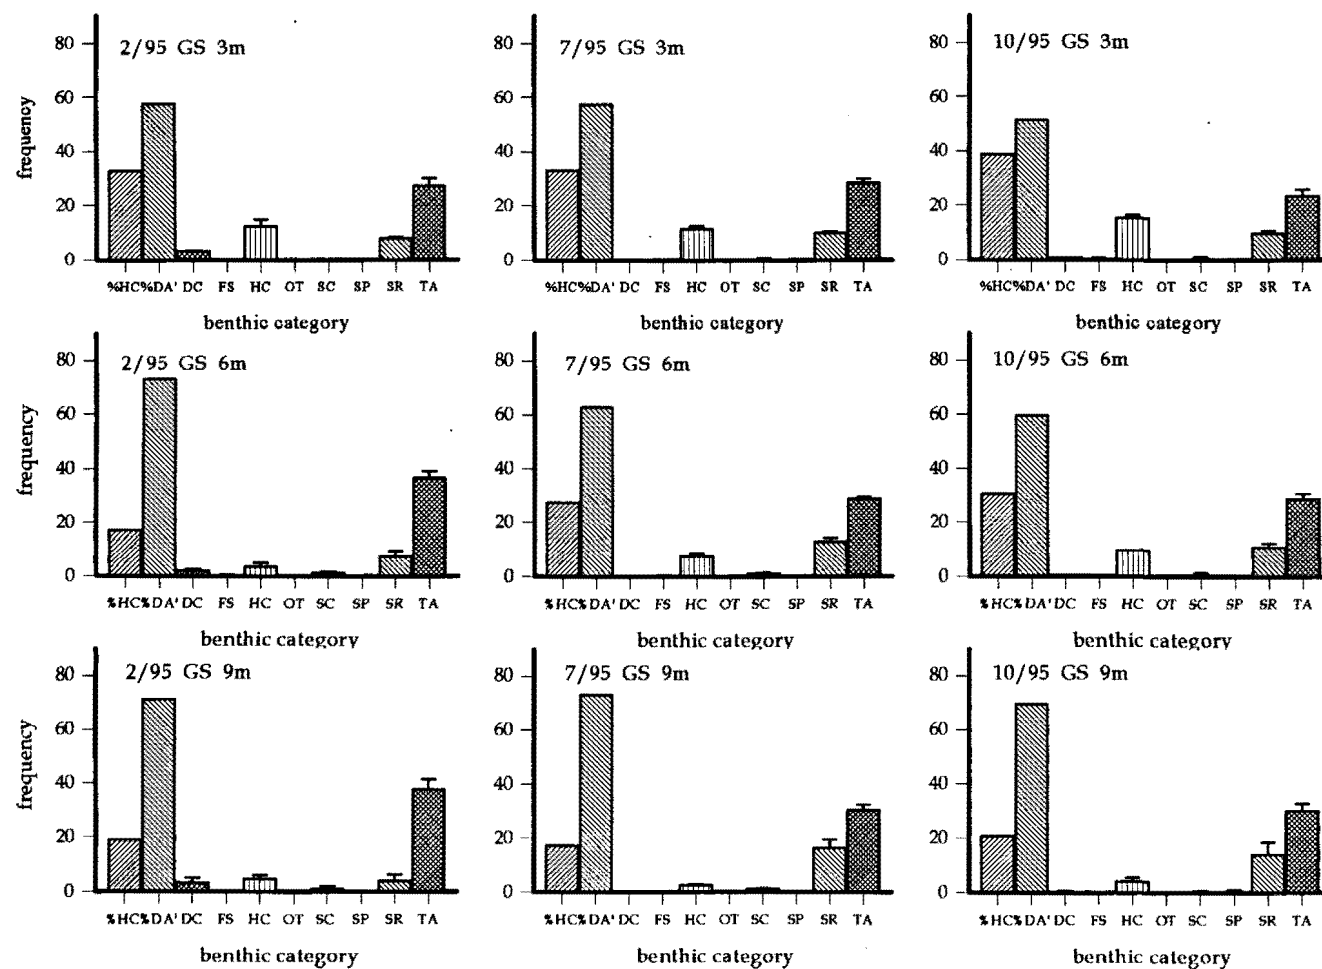 2/95 GS 3m
80
60
40
20
0
frequency
%HC %DA' DC FS HC OT SC SP SR TA
benthic category
7/95 GS 3m
80
60
40
20
0
%HC %DA' DC FS HC OT SC SP SR TA
benthic category
10/95 GS 3m
80
60
40
20
0
%HC %DA' DC FS HC OT SC SP SR TA
benthic category
2/95 GS 6m
80
60
40
20
0
frequency
%HC %DA' DC FS HC OT SC SP SR TA
benthic category
7/95 GS 6m
80
60
40
20
0
%HC %DA' DC FS HC OT SC SP SR TA
benthic category
10/95 GS 6m
80
60
40
20
0
%HC %DA' DC FS HC OT SC SP SR TA
benthic category
2/95 GS 9m
80
60
40
20
0
frequency
%HC %DA' DC FS HC OT SC SP SR TA
benthic category
7/95 GS 9m
80
60
40
20
0
%HC %DA' DC FS HC OT SC SP SR TA
benthic category
10/95 GS 9m
80
60
40
20
0
%HC %DA' DC FS HC OT SC SP SR TA
benthic category